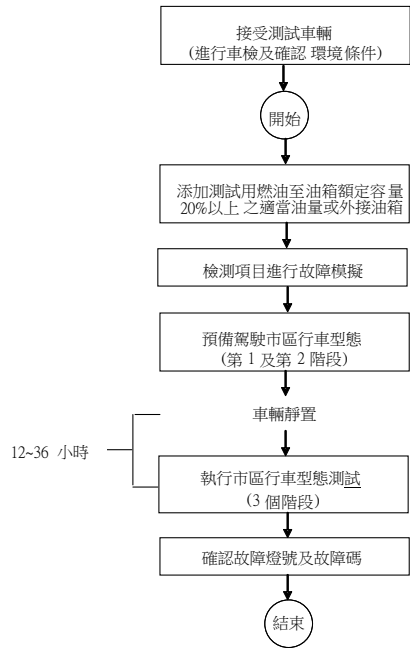 接受測試車輛
(進行車檢及確認 環境條件)
開始
添加測試用燃油至油箱額定容量
20%以上之適當油量或外接油箱
檢測項目進行故障模擬
預備駕駛市區行車型態
(第 1 及第 2 階段)
車輛靜置
12~36 小時
執行市區行車型態測試
(3 個階段)
確認故障燈號及故障碼
結束